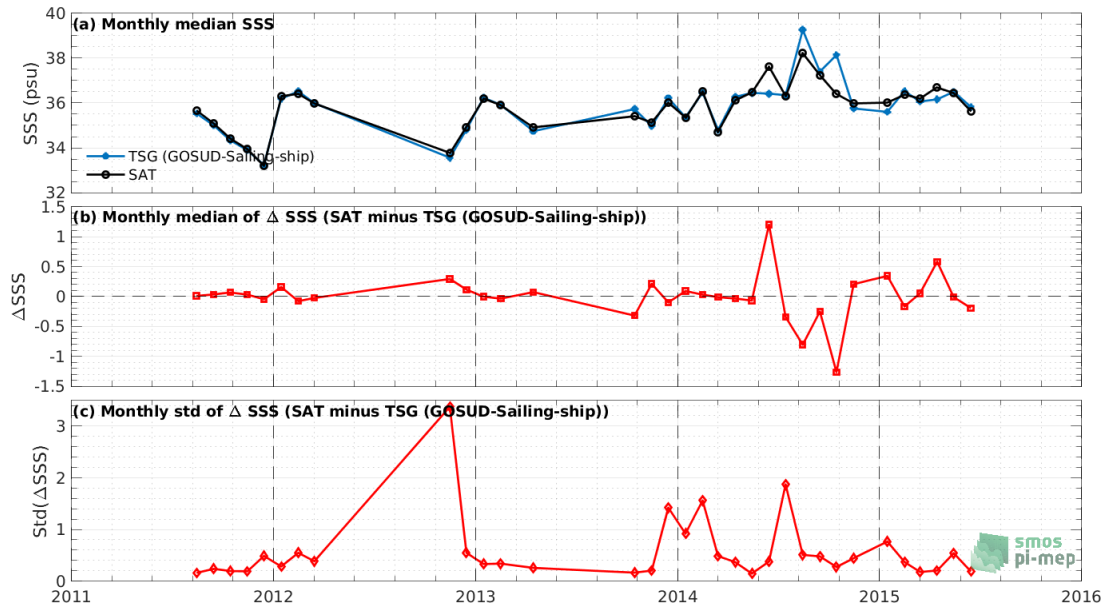 (a) Monthly median SSS
40
38
36
34
32
SSS (psu)
TSG (GOSUD-Sailing-ship)
SAT
(b) Monthly median of Δ SSS (SAT minus TSG (GOSUD-Sailing-ship))
1.5
1
0.5
0
-0.5
-1
-1.5
ΔSSS
(c) Monthly std of Δ SSS (SAT minus TSG (GOSUD-Sailing-ship))
3
2
1
0
Std(ΔSSS)
smos
pi-mep
2011 2012 2013 2014 2015 2016